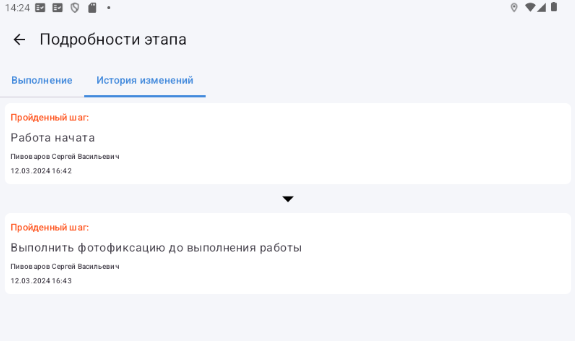 14:24
Подробности этапа
Выполнение
История изменений
Пройденный шаг:
Работа начата
Пивоваров Сергей Васильевич
12.03.2024 16:42
Пройденный шаг:
Выполнить фотофиксацию до выполнения работы
Пивоваров Сергей Васильевич
12.03.2024 16:43